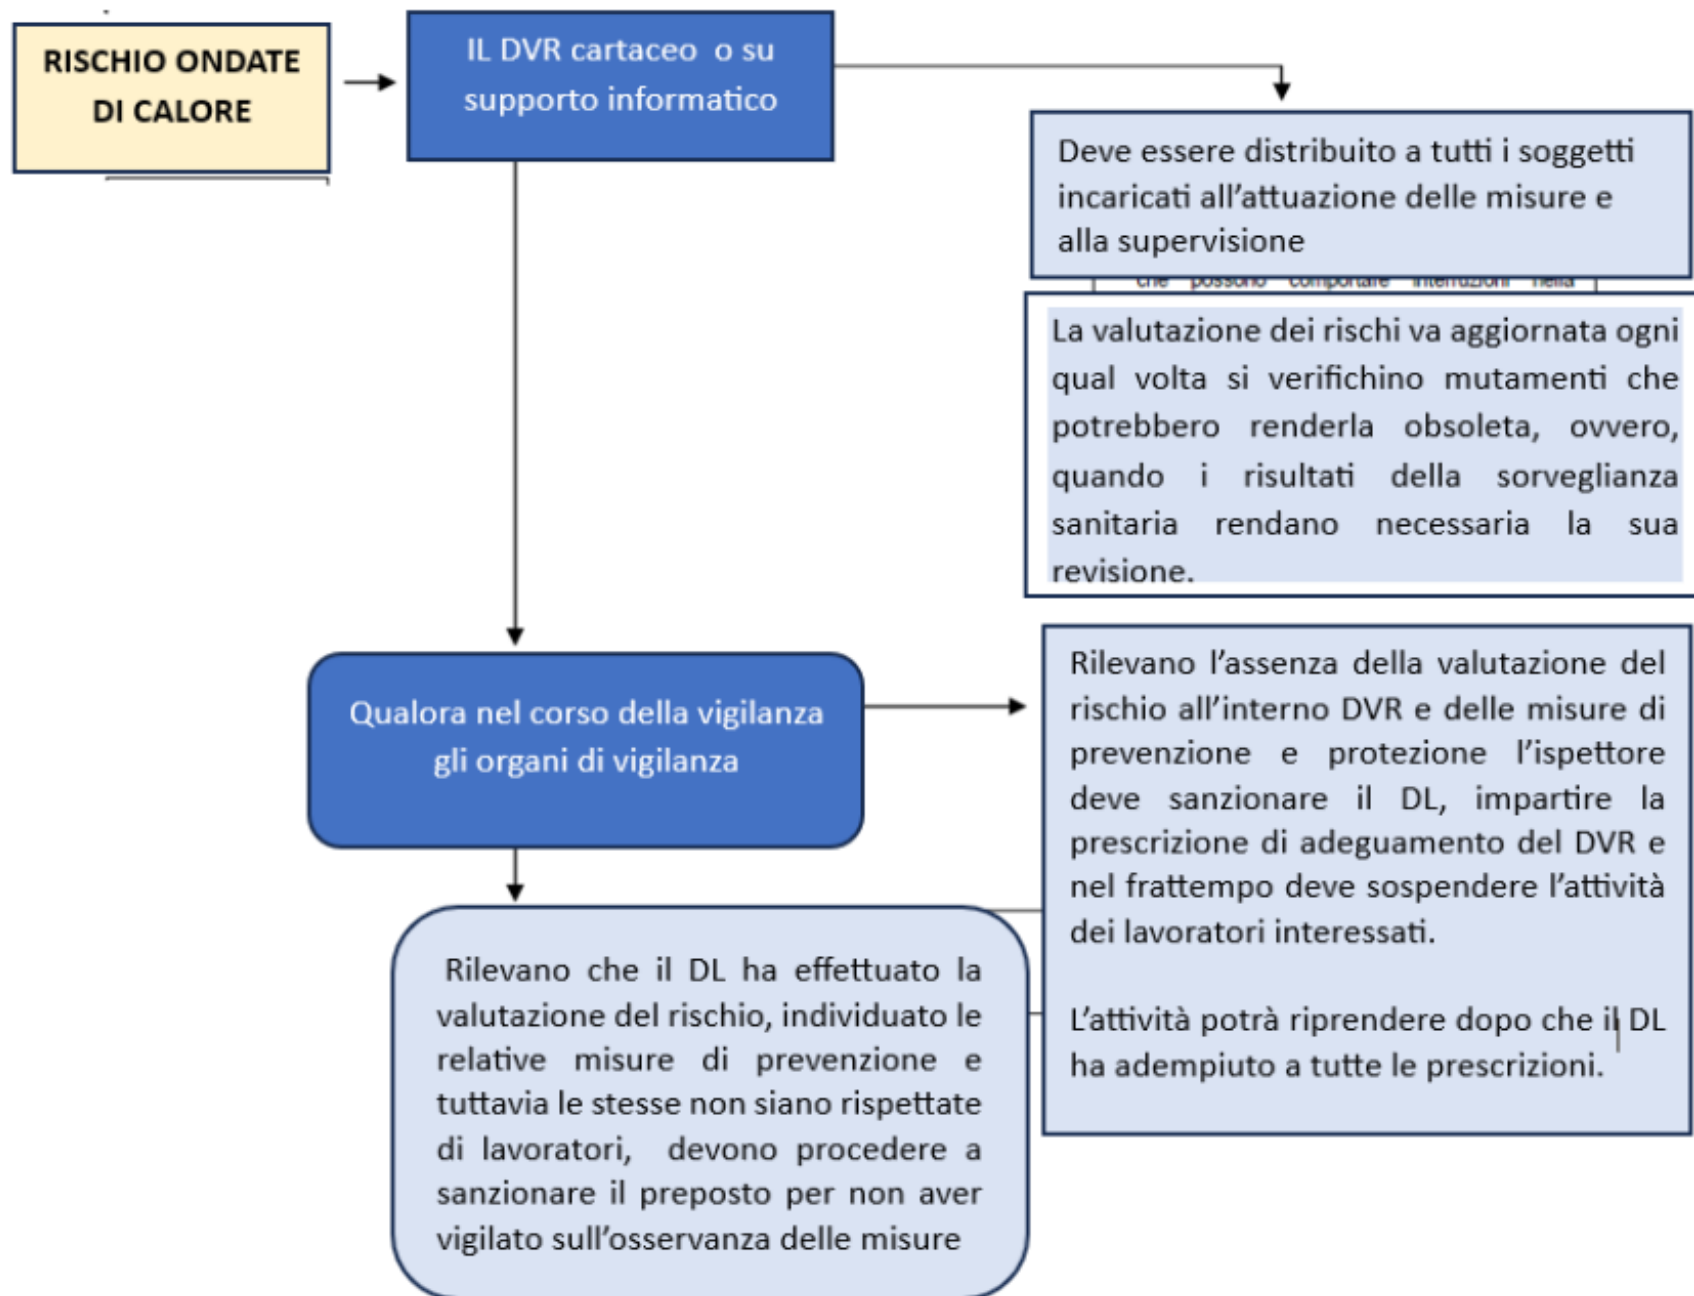 RISCHIO ONDATE
DI CALORE
IL DVR cartaceo o su
supporto informatico
Deve essere distribuito a tutti i soggetti
incaricati all'attuazione delle misure e
alla supervisione
che possono comportare interruzioni nella
La valutazione dei rischi va aggiornata ogni
qual volta si verifichino mutamenti che
potrebbero renderla obsoleta, ovvero,
quando i risultati della sorveglianza
sanitaria rendano necessaria la sua
revisione.
Qualora nel corso della vigilanza
gli organi di vigilanza
Rilevano l'assenza della valutazione del
rischio all'interno DVR e delle misure di
prevenzione e protezione l'ispettore
deve sanzionare il DL, impartire la
prescrizione di adeguamento del DVR e
nel frattempo deve sospendere l'attività
dei lavoratori interessati.
L'attività potrà riprendere dopo che il DL
ha adempiuto a tutte le prescrizioni.
Rilevano che il DL ha effettuato la
valutazione del rischio, individuato le
relative misure di prevenzione e
tuttavia le stesse non siano rispettate
di lavoratori, devono procedere a
sanzionare il preposto per non aver
vigilato sull'osservanza delle misure